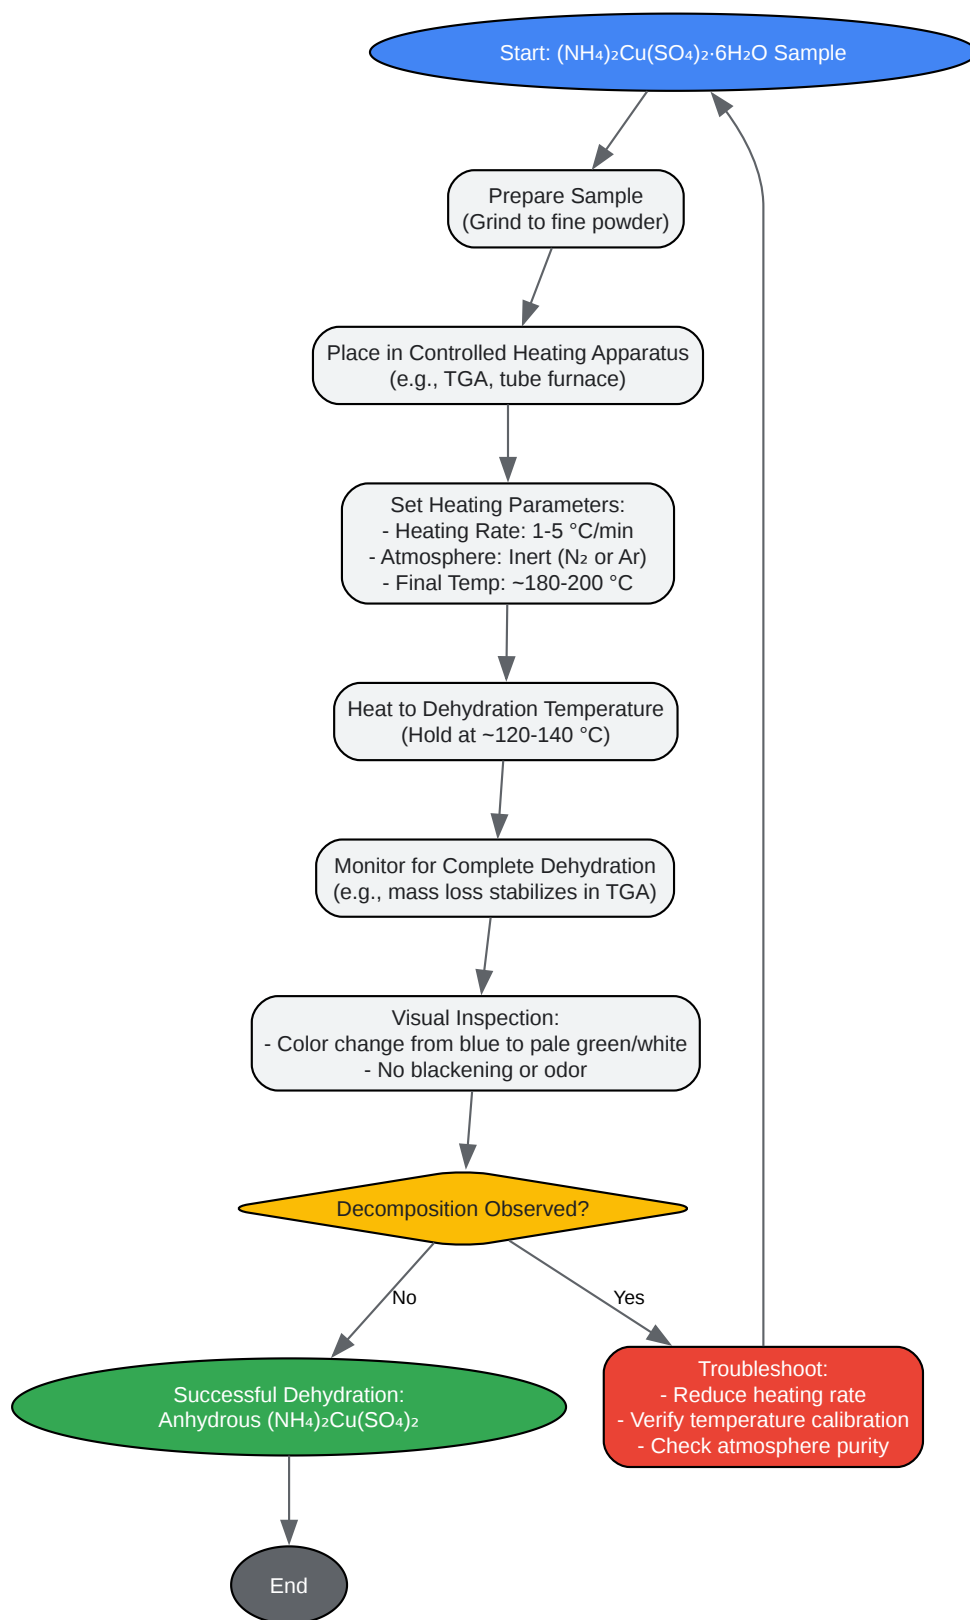 Start: (NH₄)₂Cu(SO₄)₂·6H₂O Sample
Prepare Sample
(Grind to fine powder)
Place in Controlled Heating Apparatus
(e.g., TGA, tube furnace)
Set Heating Parameters:
- Heating Rate: 1-5 °C/min
- Atmosphere: Inert (N₂ or Ar)
- Final Temp: ~180-200 °C
Heat to Dehydration Temperature
(Hold at ~120-140 °C)
Monitor for Complete Dehydration
(e.g., mass loss stabilizes in TGA)
Visual Inspection:
- Color change from blue to pale green/white
- No blackening or odor
Decomposition Observed?
No
Yes
Successful Dehydration:
Anhydrous (NH₄)₂Cu(SO₄)₂
Troubleshoot:
- Reduce heating rate
- Verify temperature calibration
- Check atmosphere purity
End